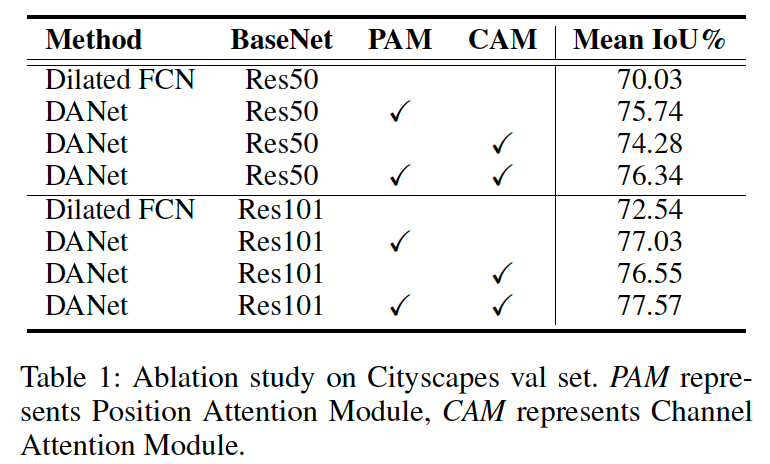 Method BaseNet PAM CAM Mean IoU%
Dilated FCN Res50 70.03
DANet Res50 ✓ 75.74
DANet Res50 ✓ 74.28
DANet Res50 ✓ ✓ 76.34
Dilated FCN Res101 72.54
DANet Res101 ✓ 77.03
DANet Res101 ✓ 76.55
DANet Res101 ✓ ✓ 77.57
Table 1: Ablation study on Cityscapes val set. PAM repre-
sents Position Attention Module, CAM represents Channel
Attention Module.